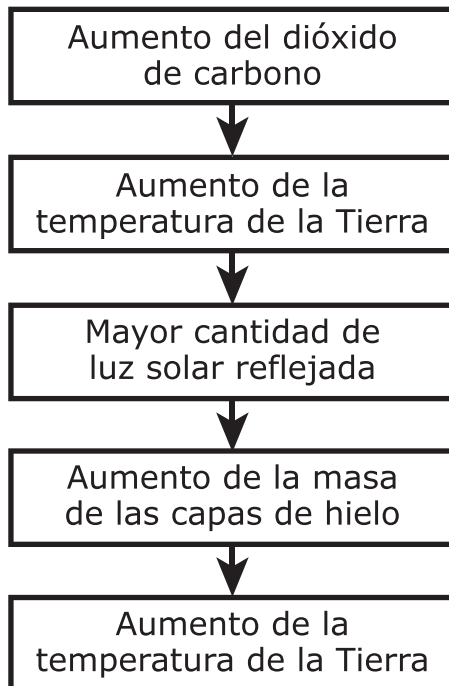 Aumento del dióxido
de carbono
Aumento de la
temperatura de la Tierra
Mayor cantidad de
luz solar reflejada
Aumento de la masa
de las capas de hielo
Aumento de la
temperatura de la Tierra